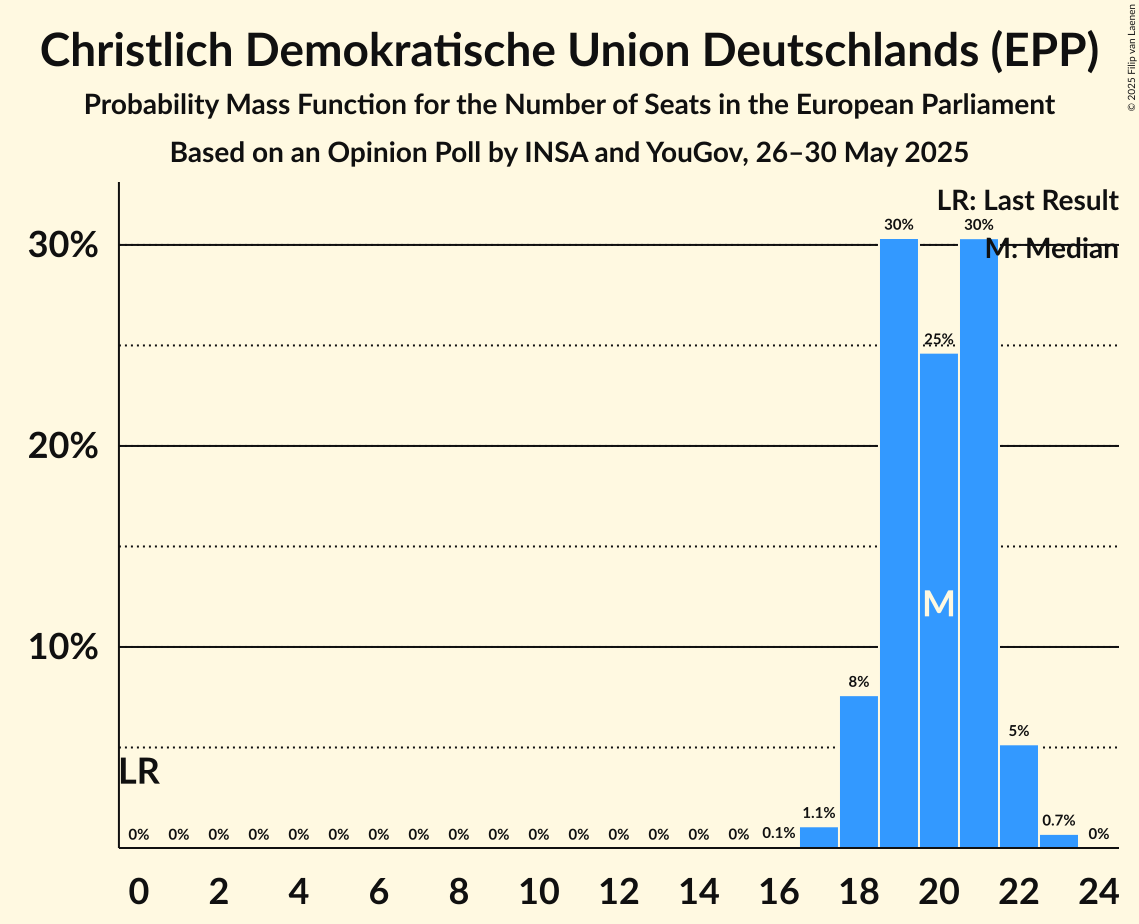 Christlich Demokratische Union Deutschlands (EPP)
Probability Mass Function for the Number of Seats in the European Parliament
Based on an Opinion Poll by INSA and YouGov, 26–30 May 2025
© 2025 Filip van Laenen
LR: Last Result
M: Median
30% 30%
30%
25%
20%
M
10%
8%
5%
LR
1.1%
0.7%
0% 0% 0% 0% 0% 0% 0% 0% 0% 0% 0% 0% 0% 0% 0% 0% 0.1% 0%
0 2 4 6 8 10 12 14 16 18 20 22 24